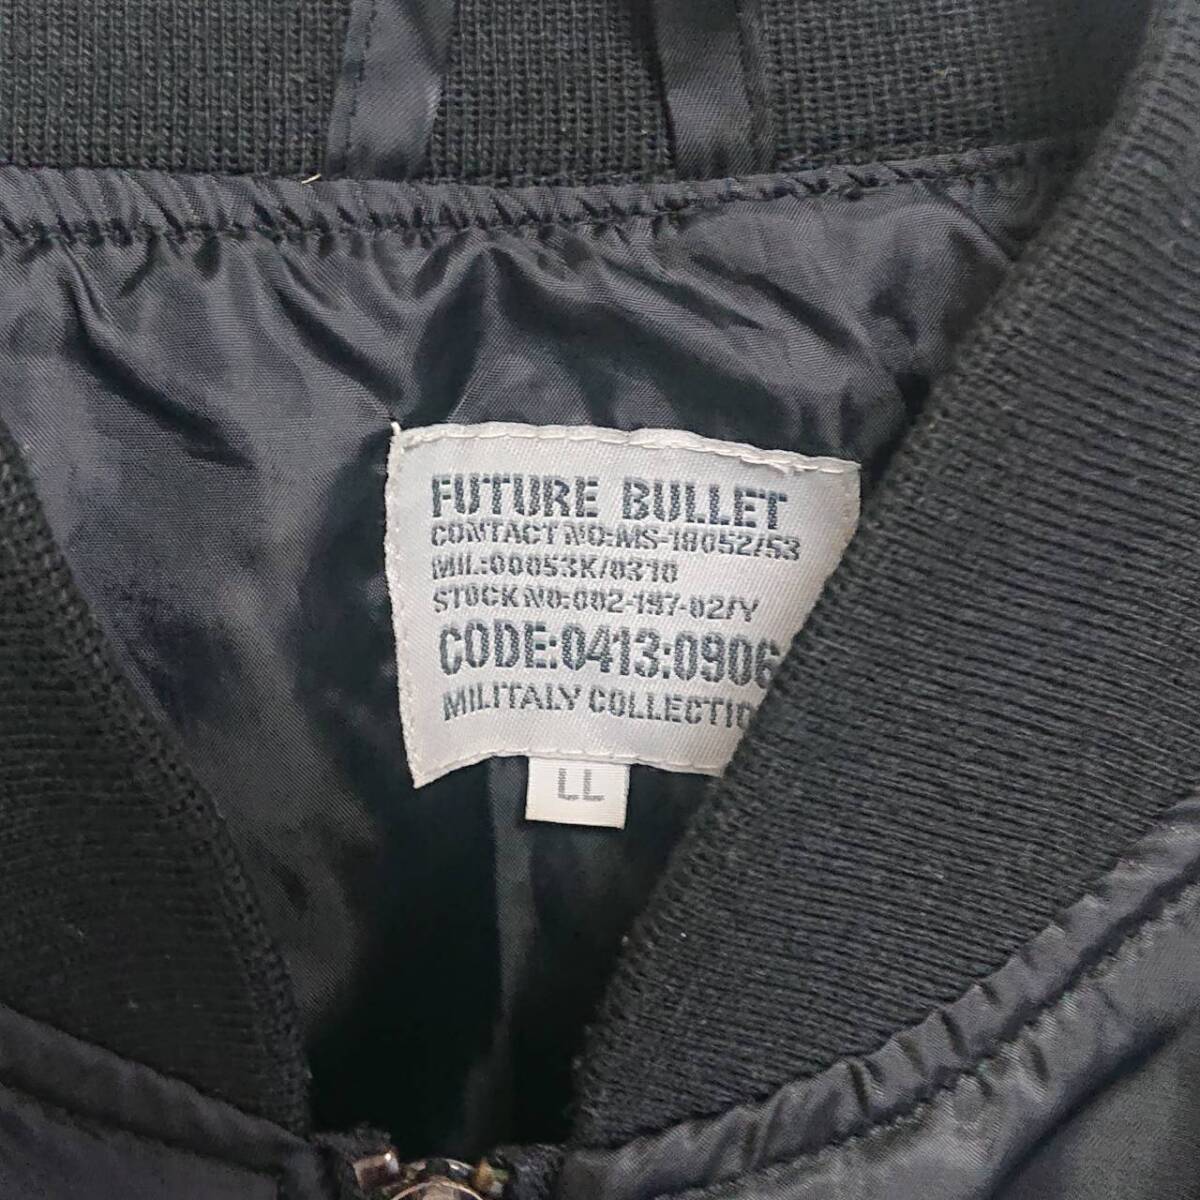 FUTURE BULLET
CONTACT NO:MS-18052/53
MIL:00053K/0310
STOCK NO:002-197-02/Y
CODE:0413:0906
MILITALY COLLECTIO
LL